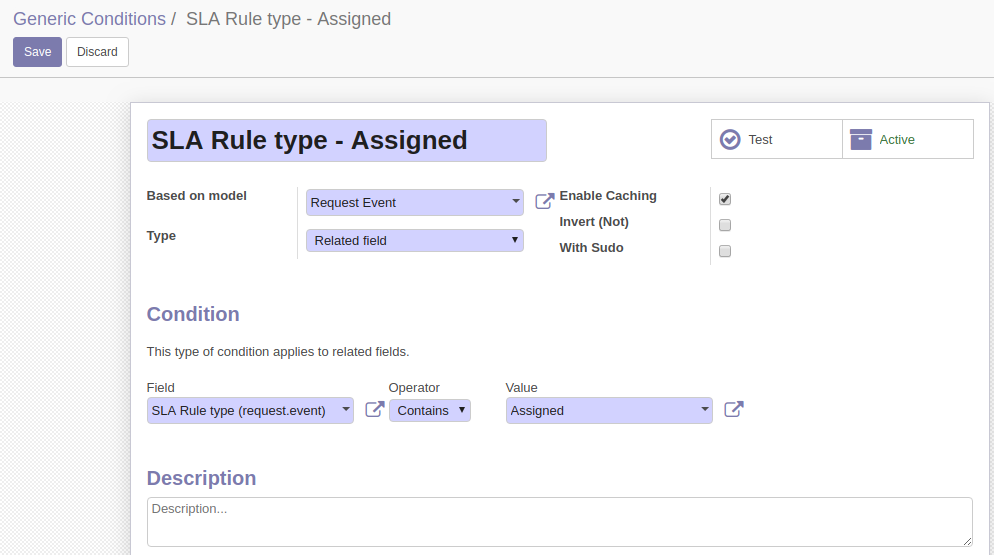 Generic Conditions / SLA Rule type - Assigned
Save Discard
SLA Rule type - Assigned
Test Active
Based on model Request Event Enable Caching
Invert (Not)
Type Related field
With Sudo
Condition
This type of condition applies to related fields.
Field Operator Value
SLA Rule type (request.event) Contains Assigned
Description
Description...